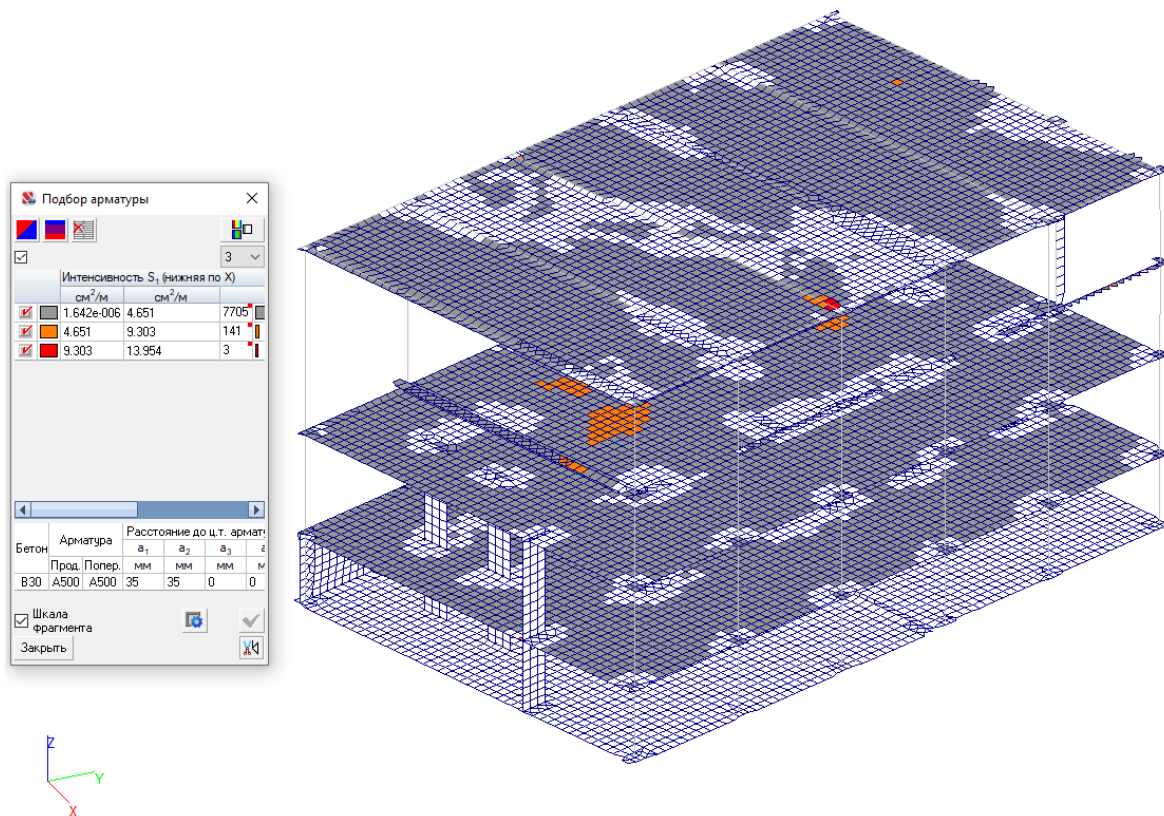 Подбор арматуры
3
Интенсивность S1 (нижняя по X)
см2/м см2/м
1.642e-006 4.651 7705
4.651 9.303 141
9.303 13.954 3
Бетон Арматура Расстояние до ц.т. армату
a1 a2 a3 a
Прод. Попер. мм мм мм м
B30 A500 A500 35 35 0 0
Шкала
фрагмента
Закрыть
Z
Y
X